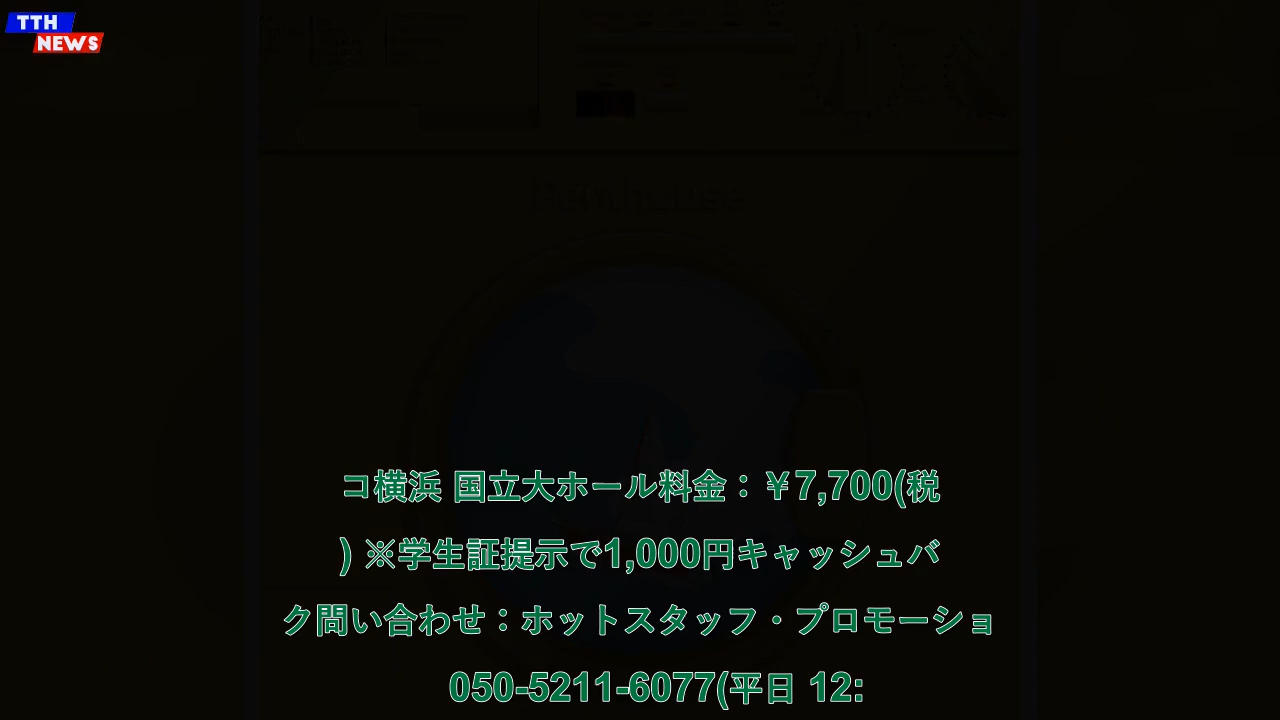 TTH
NEWS
コ横浜 国立大ホール料金：￥7,700(税
) ※学生証提示で1,000円キャッシュバ
ク問い合わせ：ホットスタッフ・プロモーショ
050-5211-6077(平日 12: